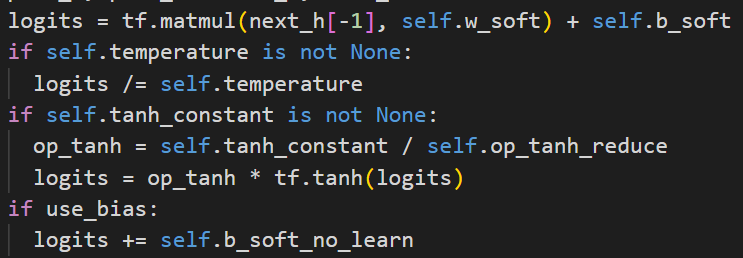 logits = tf.matmul(next_h[-1], self.w_soft) + self.b_soft
if self.temperature is not None:
  logits /= self.temperature
if self.tanh_constant is not None:
  op_tanh = self.tanh_constant / self.op_tanh_reduce
  logits = op_tanh * tf.tanh(logits)
if use_bias:
  logits += self.b_soft_no_learn